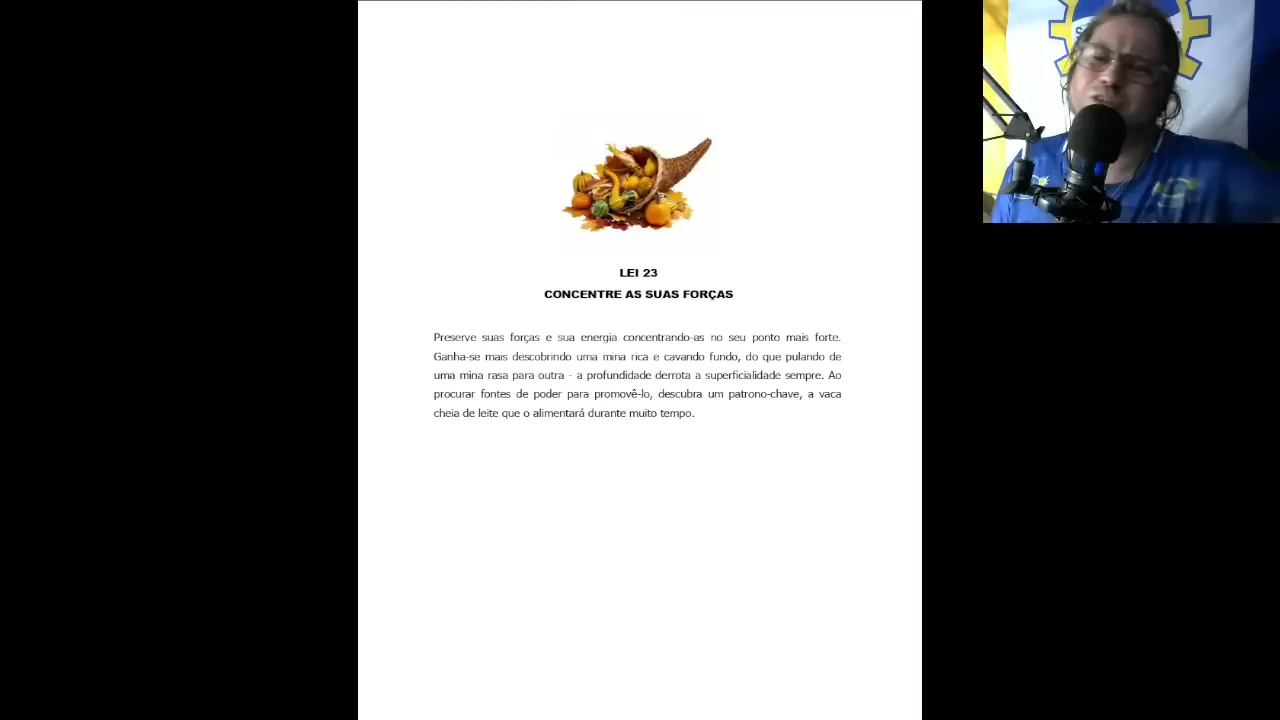 LEI 23
CONCENTRE AS SUAS FORÇAS
Preserve suas forças e sua energia concentrando-as no seu ponto mais forte.
Ganha-se mais descobrindo uma mina rica e cavando fundo, do que pulando de
uma mina rasa para outra - a profundidade derrota a superficialidade sempre. Ao
procurar fontes de poder para promovê-lo, descubra um patrono-chave, a vaca
cheia de leite que o alimentará durante muito tempo.